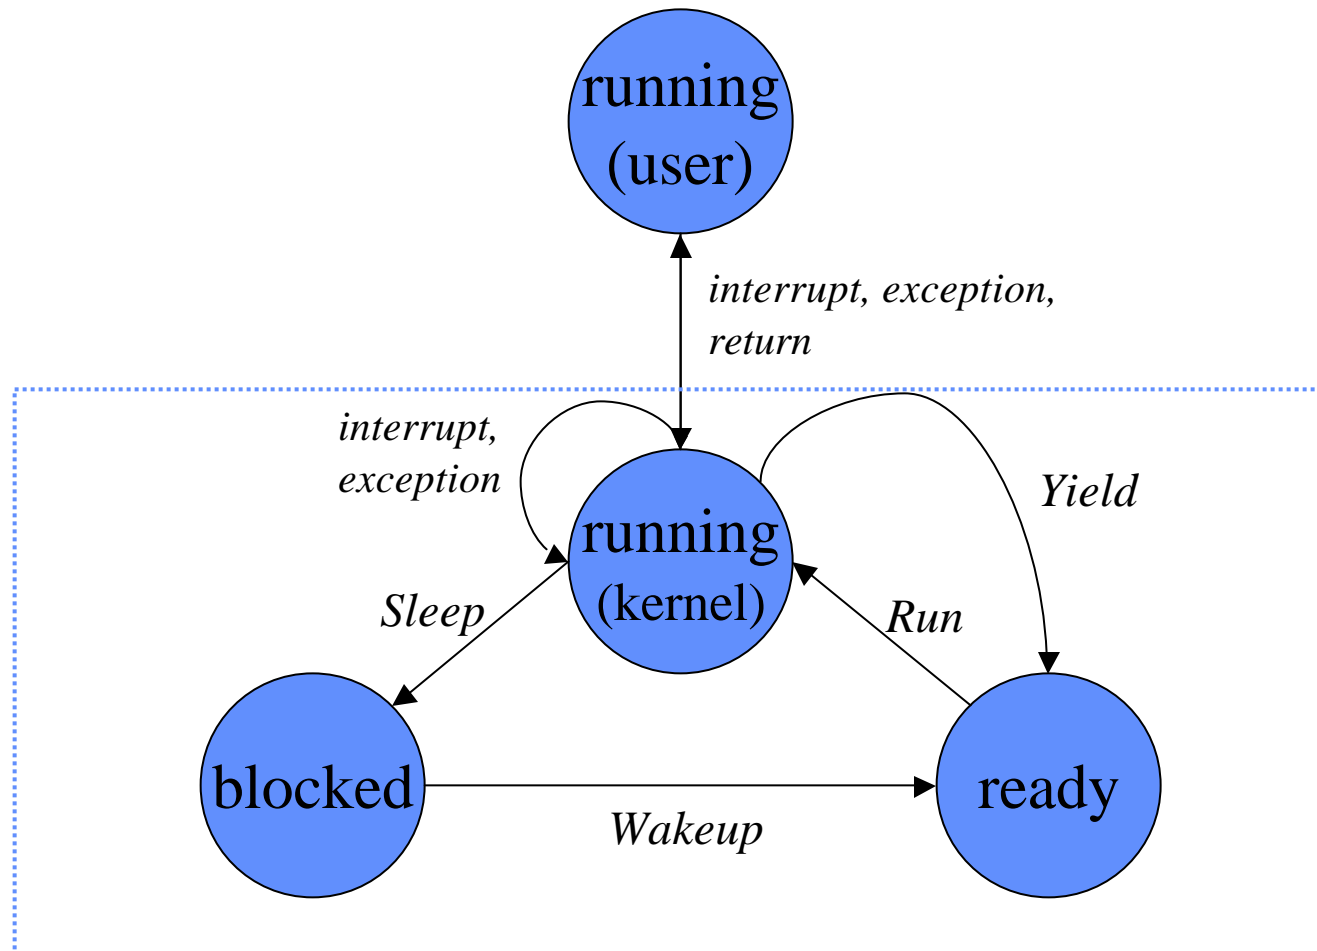 running
(user)
interrupt, exception,
return
interrupt,
exception
Yield
running
(kernel)
Sleep
Run
blocked
ready
Wakeup